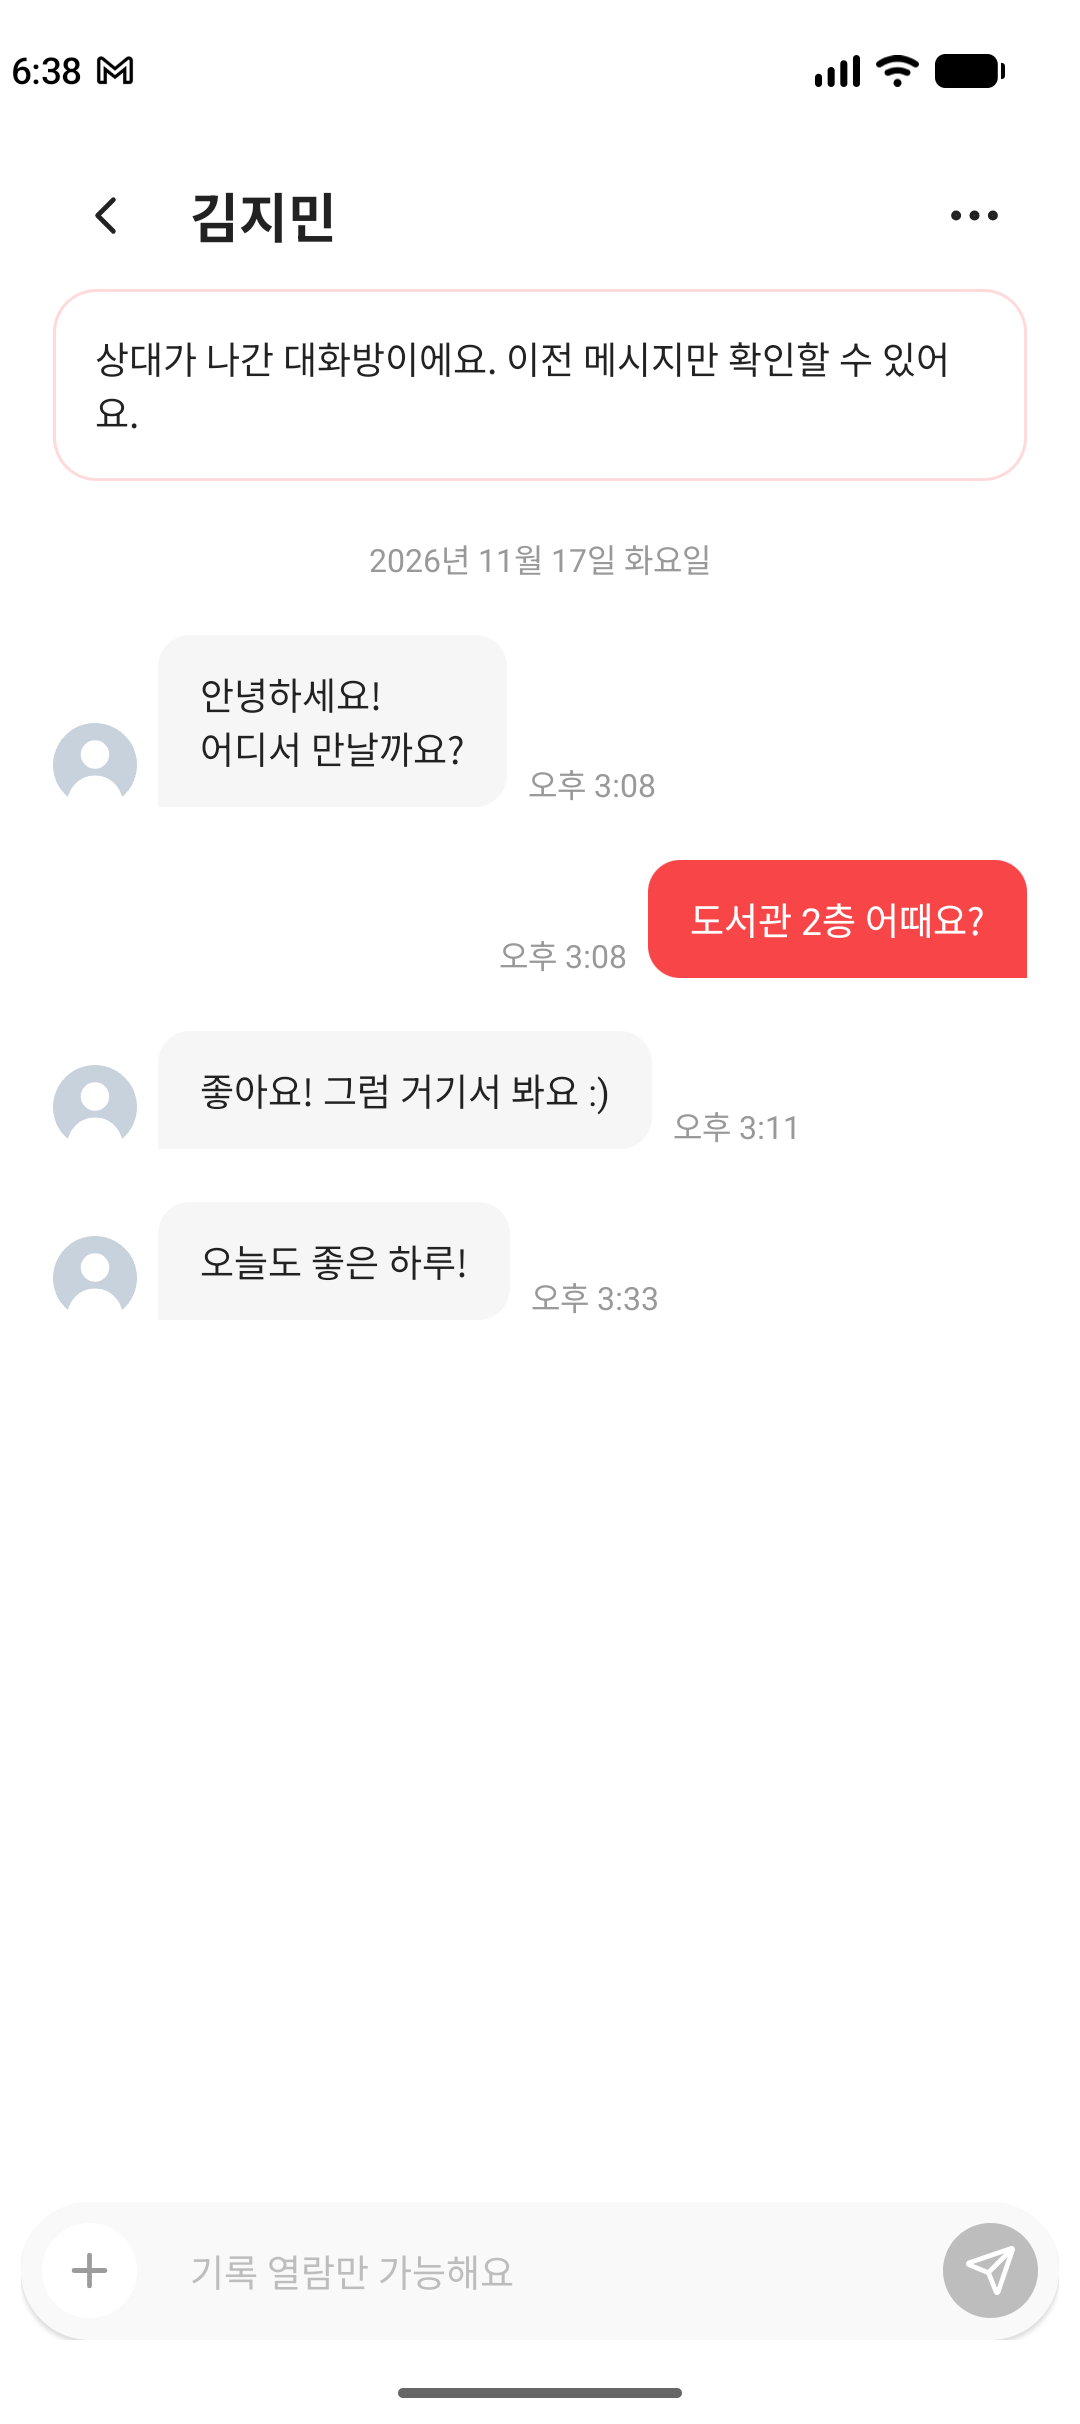 6:38
김지민
상대가 나간 대화방이에요. 이전 메시지만 확인할 수 있어
요.
2026년 11월 17일 화요일
안녕하세요!
어디서 만날까요?
오후 3:08
도서관 2층 어때요?
오후 3:08
좋아요! 그럼 거기서 봐요 :)
오후 3:11
오늘도 좋은 하루!
오후 3:33
기록 열람만 가능해요